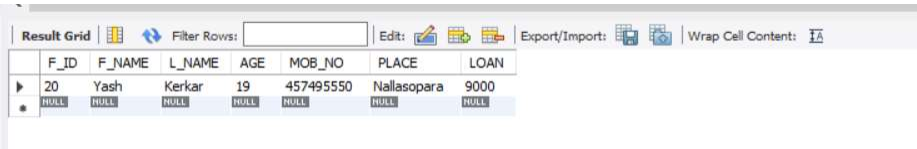 Result Grid Filter Rows: Edit: Export/Import: Wrap Cell Content: IA
F_ID F_NAME L_NAME AGE MOB_NO PLACE LOAN
20 Yash Kerkar 19 457495550 Nallasopara 9000
NULL NULL NULL NULL NULL NULL NULL